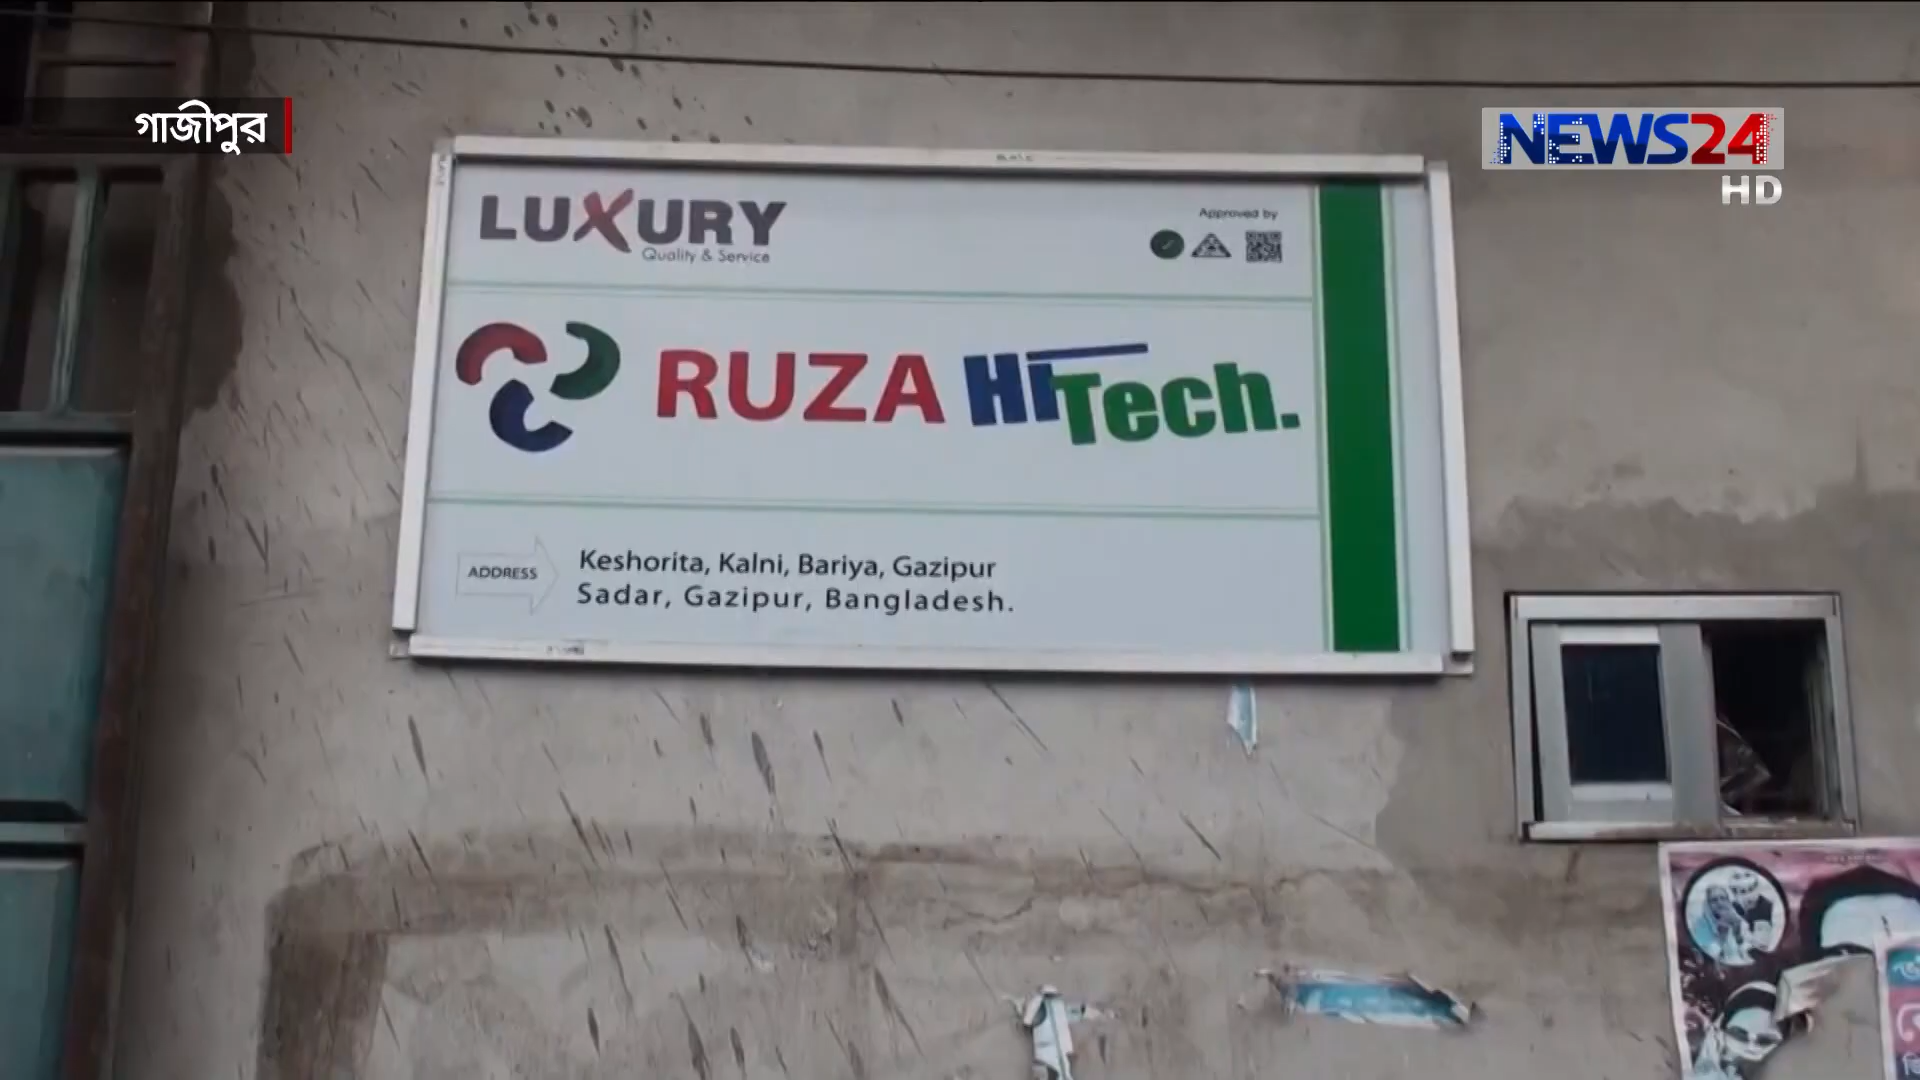 গাজীপুর
NEWS24
HD
LUXURY
Quality & Service
Approved by
RUZA HiTech.
ADDRESS
Keshorita, Kalni, Bariya, Gazipur
Sadar, Gazipur, Bangladesh.